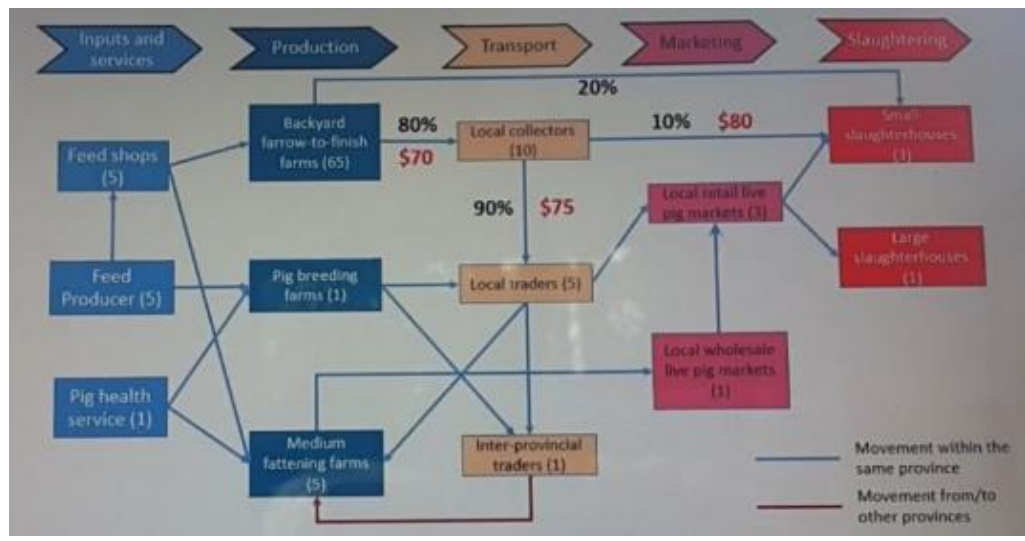 Inputs and
services
Production
Transport
Marketing
Slaughtering
20%
Backyard
farrow-to-finish
farms (65)
80%
$70
Local collectors
(10)
10%
$80
Small
slaughterhouses
Feed shops
(5)
90%
$75
Local retail live
pig markets (3)
Large
slaughterhouses
(1)
Feed
Producer (5)
Pig breeding
farms (1)
Local traders (5)
Local wholesale
live pig markets
(1)
Pig health
service (1)
Medium
fattening farms
(5)
Inter-provincial
traders (1)
Movement within the
same province
Movement from/to
other provinces